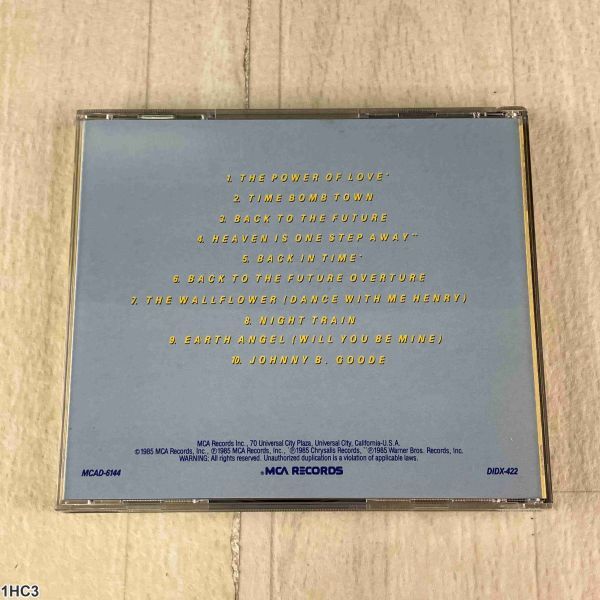 1. THE POWER OF LOVE*
2. TIME BOMB TOWN
3. BACK TO THE FUTURE
4. HEAVEN IS ONE STEP AWAY**
5. BACK IN TIME*
6. BACK TO THE FUTURE OVERTURE
7. THE WALLFLOWER (DANCE WITH ME HENRY)
8. NIGHT TRAIN
9. EARTH ANGEL (WILL YOU BE MINE)
10. JOHNNY B. GOODE
MCA Records Inc., 70 Universal City Plaza, Universal City, California-U.S.A.
©1985 MCA Records, Inc., ℗1985 MCA Records, Inc., *℗1985 Chrysalis Records, **℗1985 Warner Bros. Records, Inc.
WARNING: All rights reserved. Unauthorized duplication is a violation of applicable laws.
MCAD-6144
MCA RECORDS
DIDX-422
1HC3